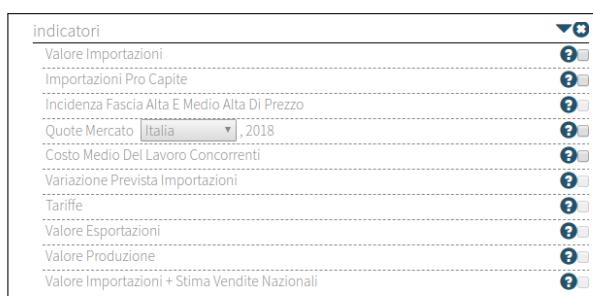 indicatori
Valore Importazioni
Importazioni Pro Capite
Incidenza Fascia Alta E Medio Alta Di Prezzo
Quote Mercato Italia , 2018
Costo Medio Del Lavoro Concorrenti
Variazione Prevista Importazioni
Tariffe
Valore Esportazioni
Valore Produzione
Valore Importazioni + Stima Vendite Nazionali